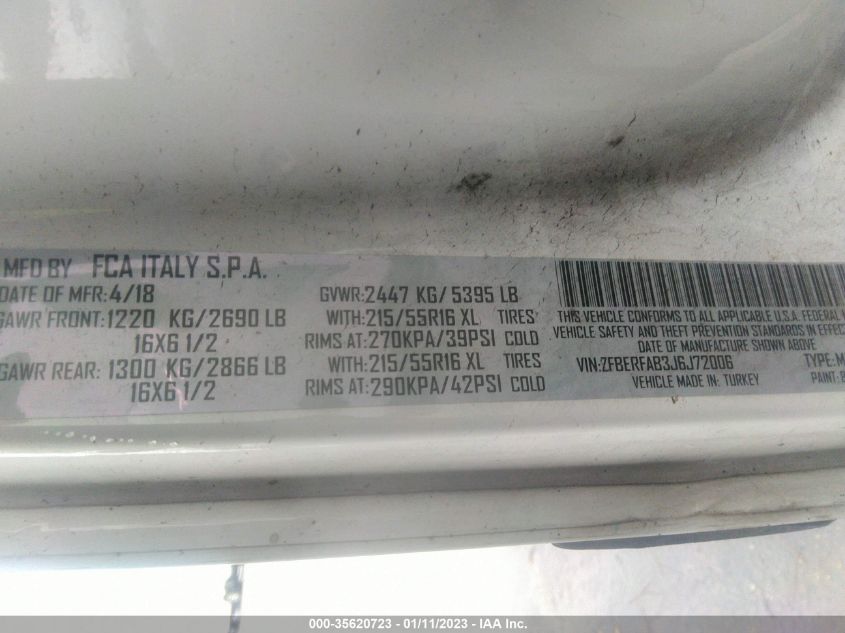 MFD BY FCA ITALY S.P.A.
DATE OF MFR: 4/18 GVWR: 2447 KG/ 5395 LB
GAWR FRONT: 1220 KG/2690 LB WITH: 215/55R16 XL TIRES
16X6 1/2 RIMS AT: 270KPA/39PSI COLD
GAWR REAR: 1300 KG/2866 LB WITH: 215/55R16 XL TIRES
16X6 1/2 RIMS AT: 290KPA/42PSI COLD
THIS VEHICLE CONFORMS TO ALL APPLICABLE U.S.A. FEDERAL
VEHICLE SAFETY BUMPER, AND THEFT PREVENTION STANDARDS IN EFFEC
DATE OF MANUFACTURE SHOWN ABOVE
VIN: ZFBERFAB3J6J72006 TYPE: M
VEHICLE MADE IN: TURKEY PAINT:
000-35620723 - 01/11/2023 - IAA Inc.